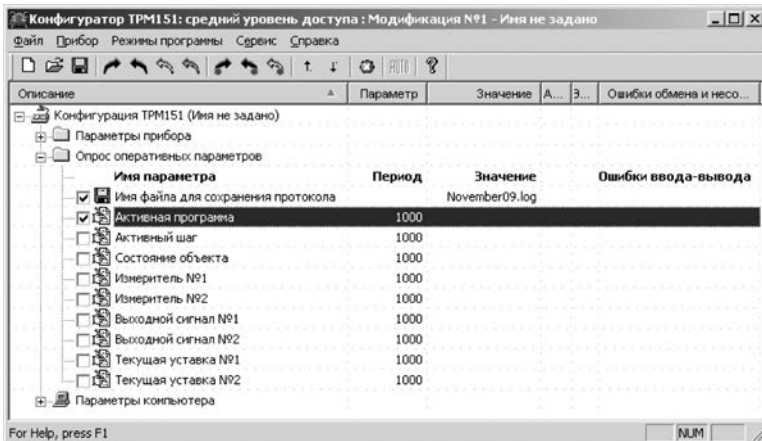 Конфигуратор ТРМ151: средний уровень доступа : Модификация №1 - Имя не задано
Файл Прибор Режимы программы Сервис Справка
AUTO ?
Описание Параметр Значение А... Э... Ошибки обмена и несо...
Конфигурация ТРМ151 (Имя не задано)
Параметры прибора
Опрос оперативных параметров
Имя параметра Период Значение Ошибки ввода-вывода
Имя файла для сохранения протокола November09.log
Активная программа 1000
Активный шаг 1000
Состояние объекта 1000
Измеритель №1 1000
Измеритель №2 1000
Выходной сигнал №1 1000
Выходной сигнал №2 1000
Текущая уставка №1 1000
Текущая уставка №2 1000
Параметры компьютера
For Help, press F1 NUM